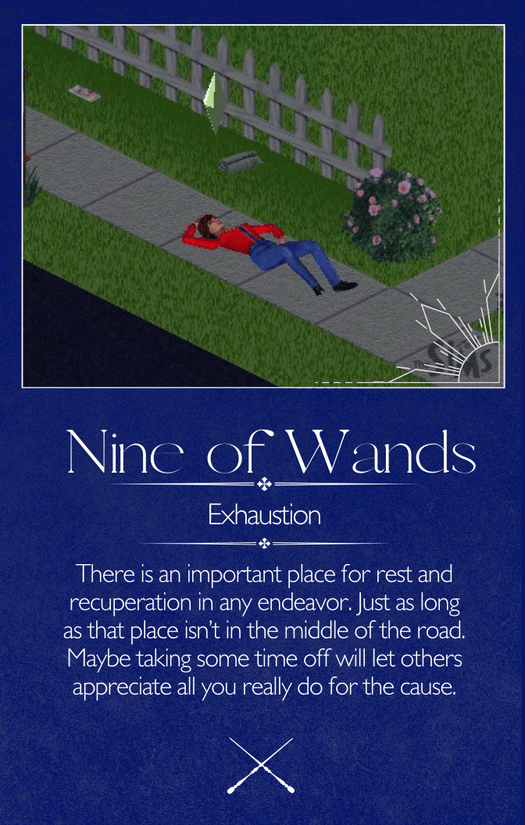 The Sims
Nine of Wands
Exhaustion
There is an important place for rest and
recuperation in any endeavor. Just as long
as that place isn't in the middle of the road.
Maybe taking some time off will let others
appreciate all you really do for the cause.